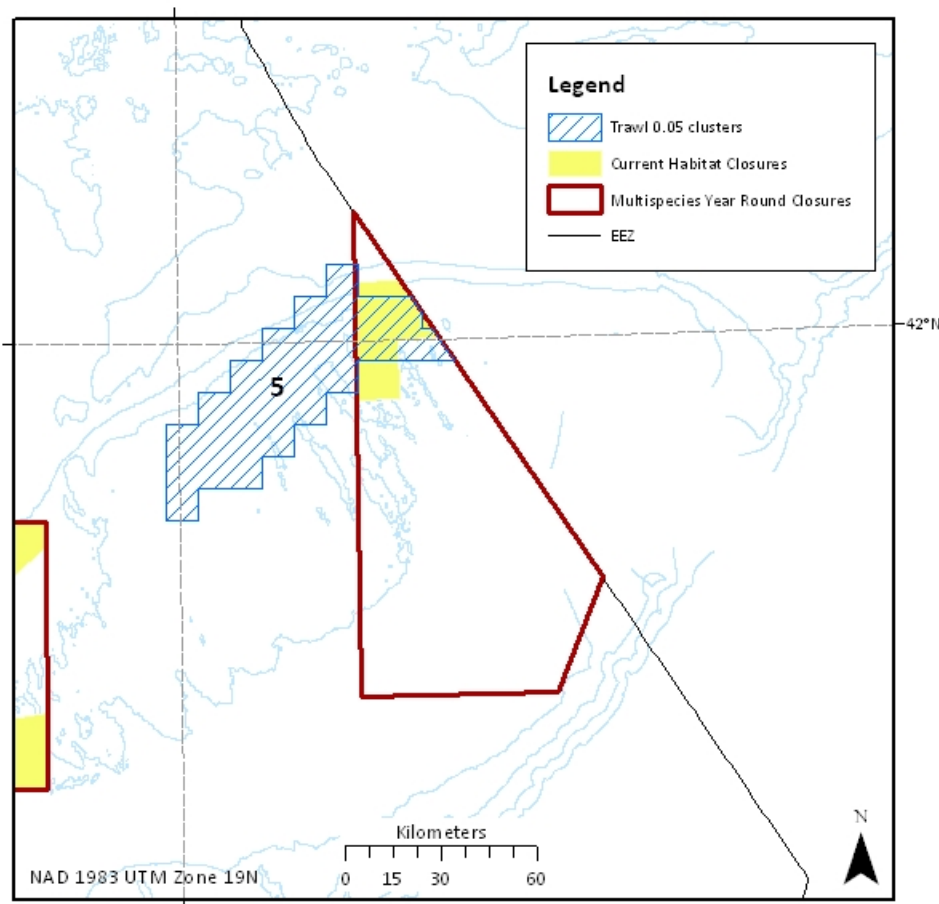 Legend
Trawl 0.05 clusters
Current Habitat Closures
Multispecies Year Round Closures
EEZ
42°N
5
Kilometers
0 15 30 60
N
NAD 1983 UTM Zone 19N